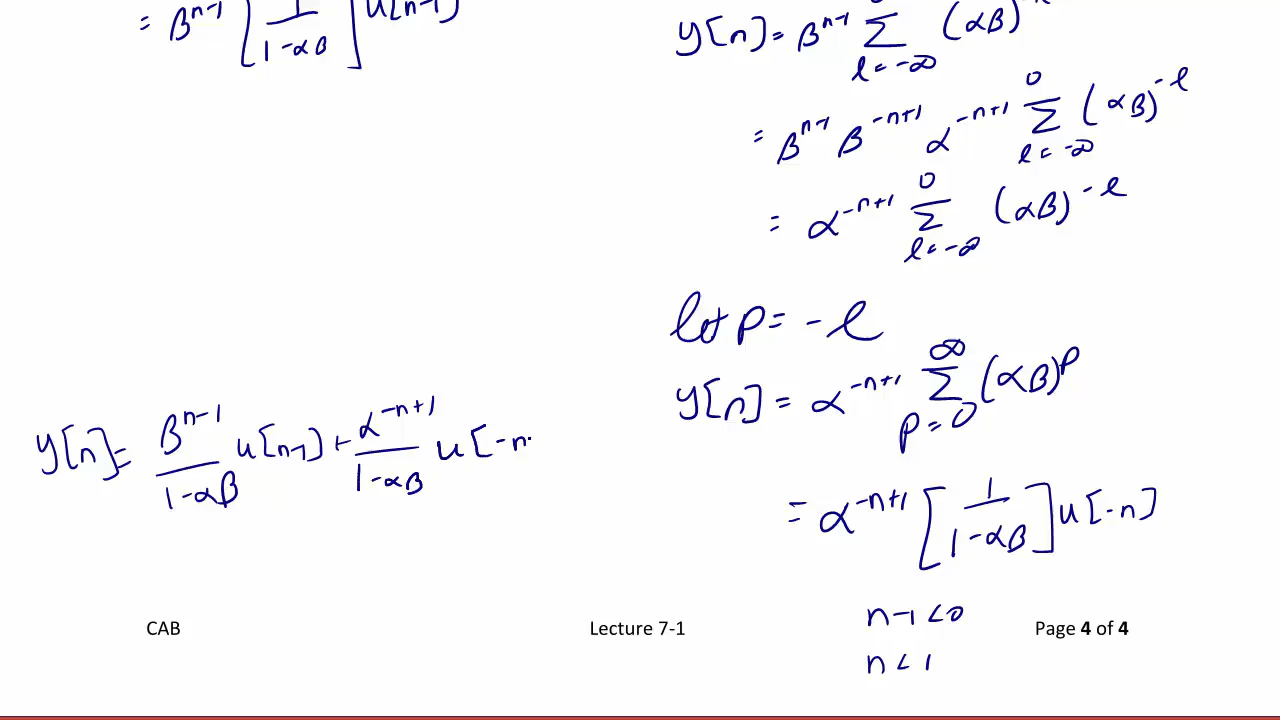 = β^{n-1} [ 1/(1-αβ) ] u[n-1]
y[n] = β^{n-1} Σ_{l=-∞} (αβ)
= β^{n-1} β^{-n+1} α^{-n+1} Σ_{l=-∞}^{0} (αβ)^{-l}
= α^{-n+1} Σ_{l=-∞}^{0} (αβ)^{-l}
let p = -l
y[n] = α^{-n+1} Σ_{p=0}^{∞} (αβ)^p
y[n] = β^{n-1}/(1-αβ) u[n-1] + α^{-n+1}/(1-αβ) u[-n
= α^{-n+1} [ 1/(1-αβ) ] u[-n]
n-1 < 0
CAB Lecture 7-1 Page 4 of 4
n < 1